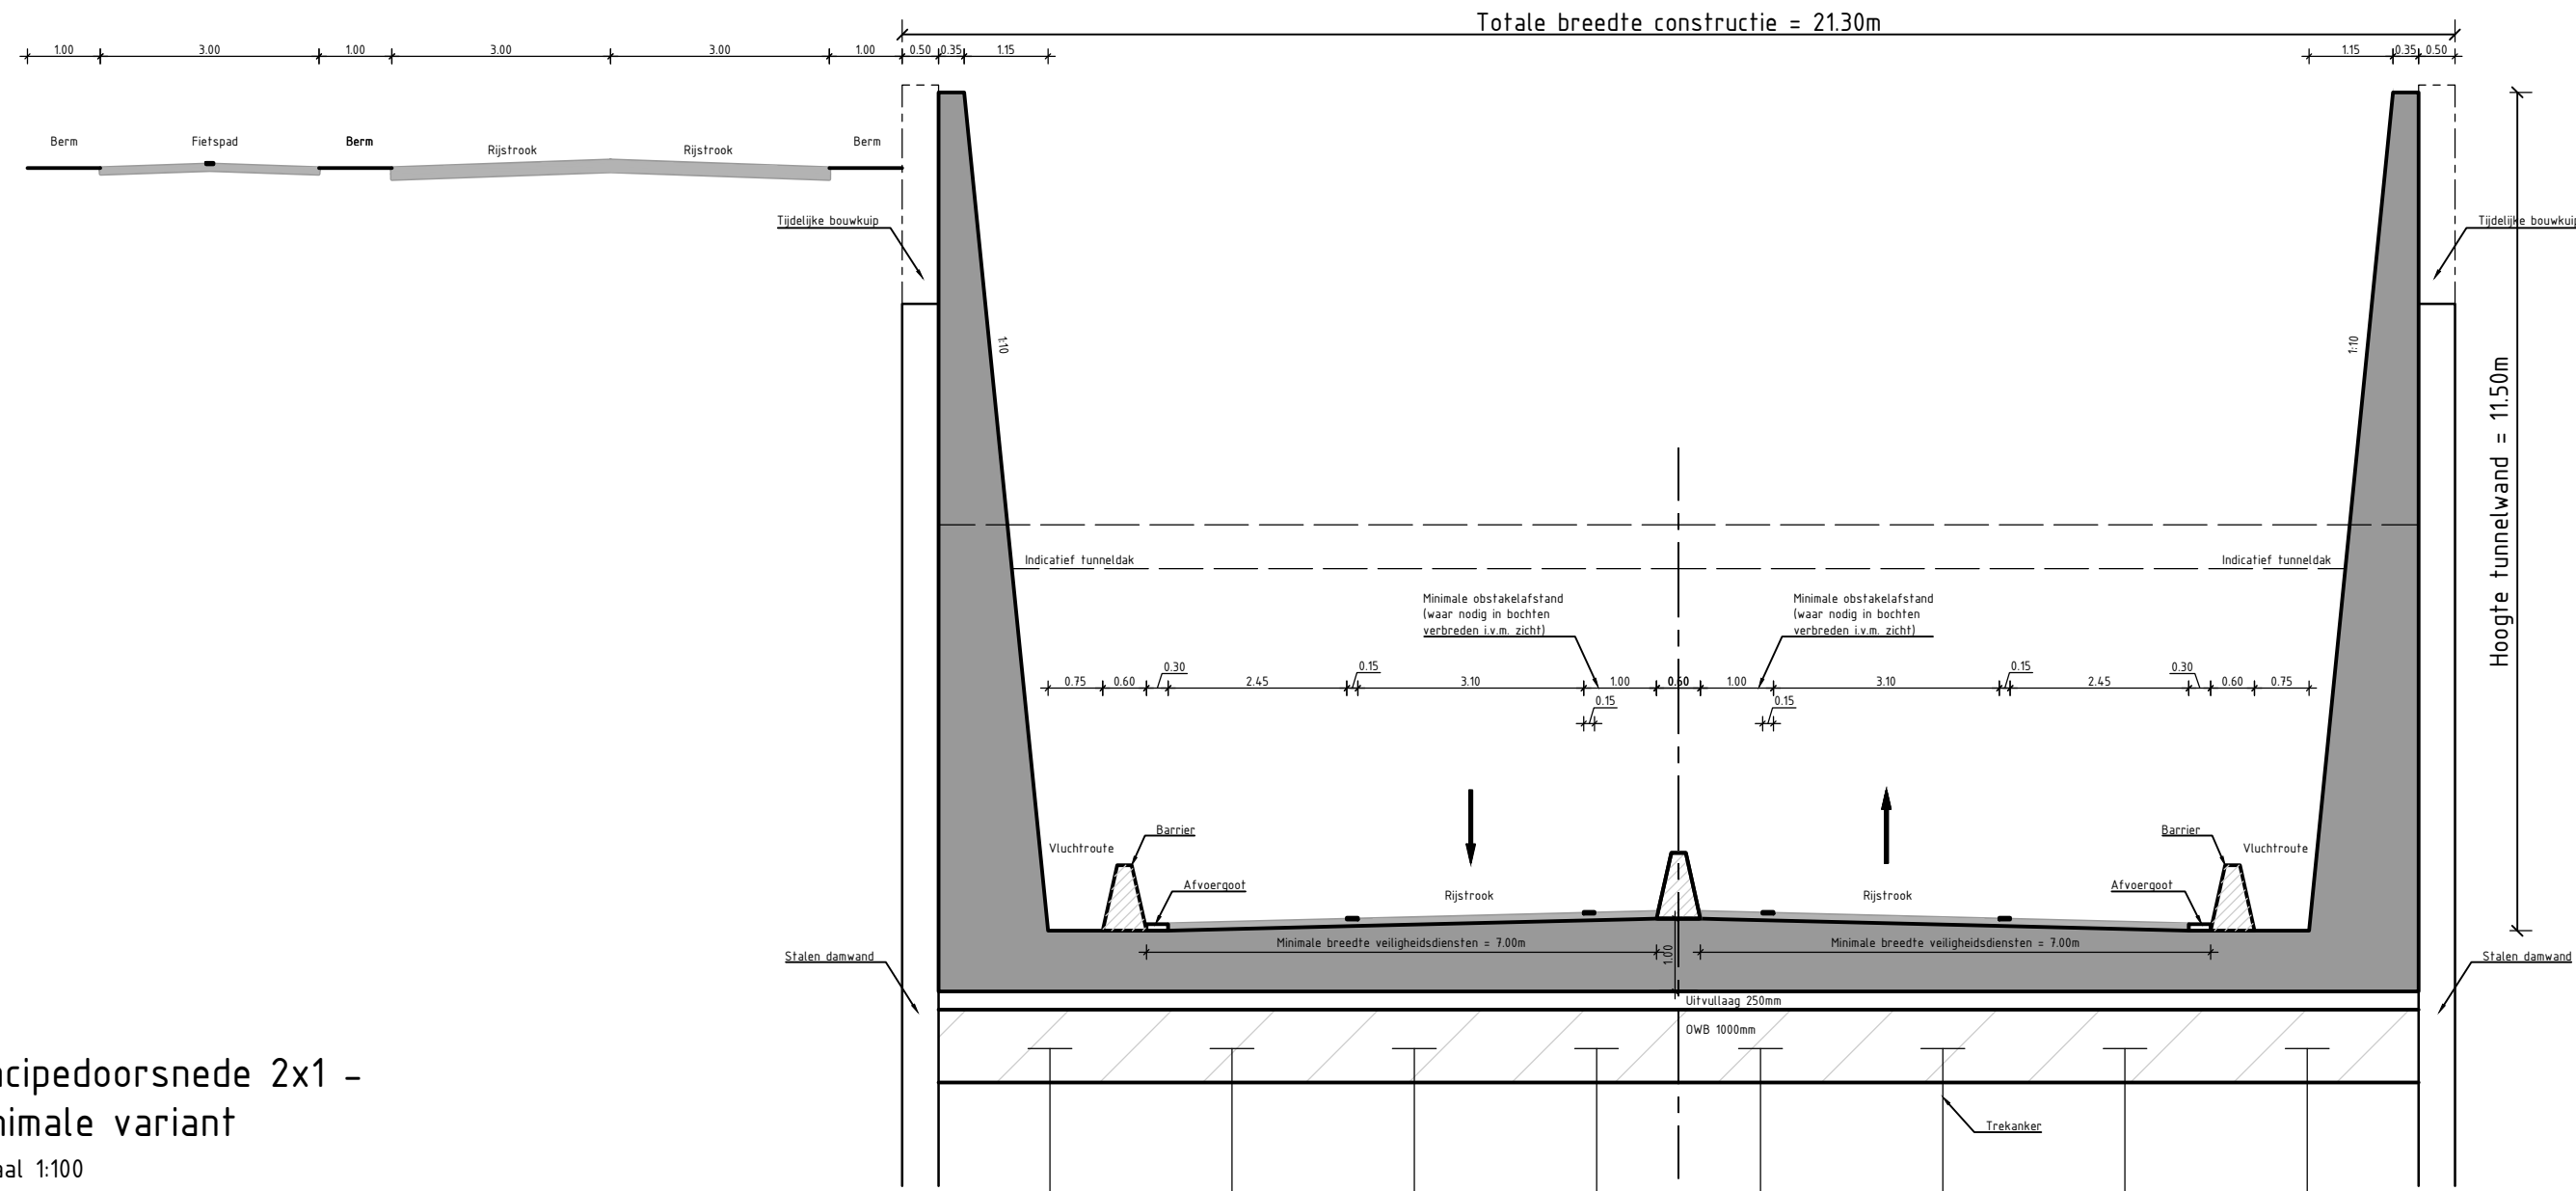 Totale breedte constructie = 21.30m
1.00 3.00 1.00 3.00 3.00 1.00 0.50 0.35 1.15 1.15 0.35 0.50
Berm Fietspad Berm Rijstrook Rijstrook Berm
Tijdelijke bouwkuip Tijdelijke bouwkuip
1:10 1:10
Hoogte tunnelwand = 11.50m
Indicatief tunneldak Indicatief tunneldak
Minimale obstakelafstand
(waar nodig in bochten
verbreden i.v.m. zicht)
Minimale obstakelafstand
(waar nodig in bochten
verbreden i.v.m. zicht)
0.75 0.60 0.30 2.45 0.15 3.10 1.00 0.60 1.00 3.10 0.15 2.45 0.30 0.60 0.75
0.15 0.15
Barrier Barrier
Vluchtroute Vluchtroute
Afvoergoot Afvoergoot
Rijstrook Rijstrook
Minimale breedte veiligheidsdiensten = 7.00m Minimale breedte veiligheidsdiensten = 7.00m
1.00
Stalen damwand Stalen damwand
Uitvullaag 250mm
OWB 1000mm
Trekanker
ncipedoorsnede 2x1 -
nimale variant
aal 1:100